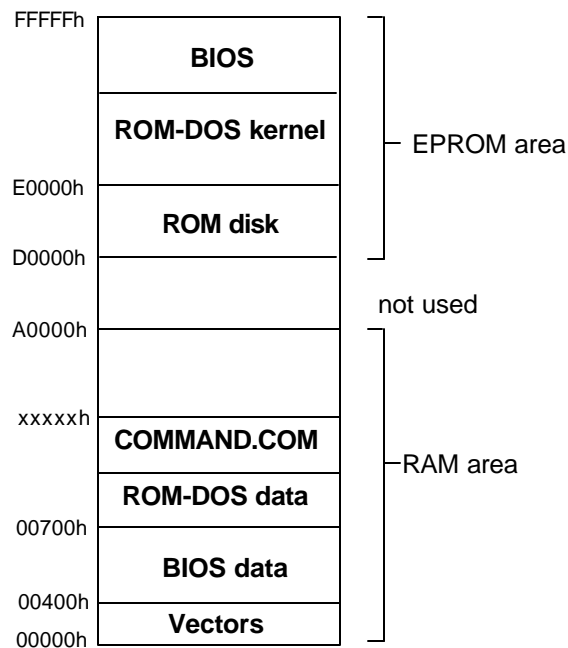 FFFFFh
BIOS
ROM-DOS kernel
EPROM area
E0000h
ROM disk
D0000h
not used
A0000h
xxxxxh
COMMAND.COM
RAM area
ROM-DOS data
00700h
BIOS data
00400h
Vectors
00000h